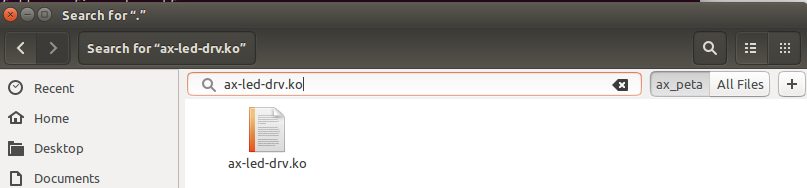 Search for “.”
Search for “ax-led-drv.ko”
Recent
Home
Desktop
Documents
ax-led-drv.ko
ax_peta
All Files
ax-led-drv.ko